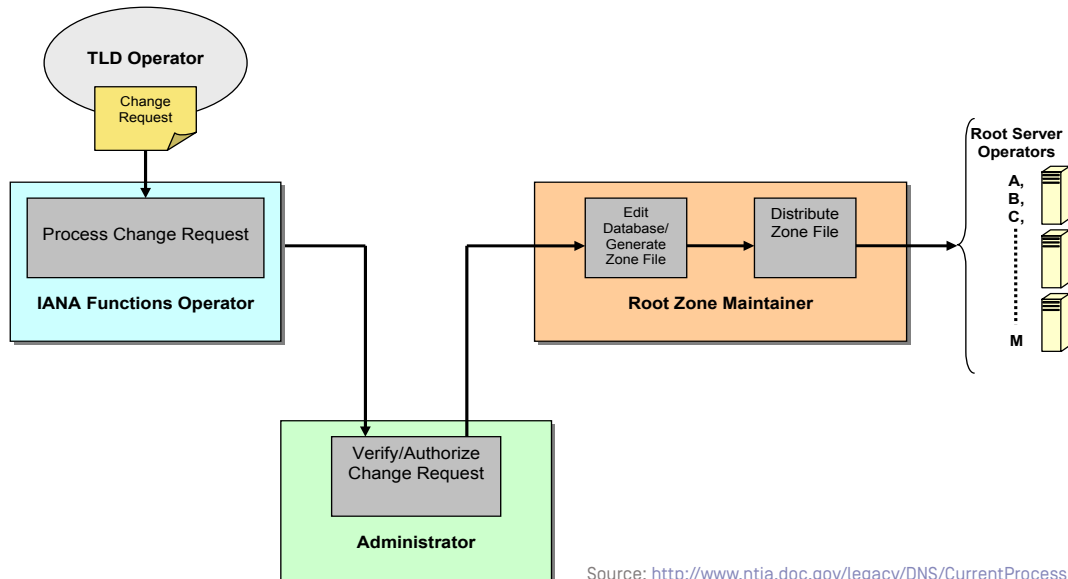 TLD Operator
Change
Request
Process Change Request
IANA Functions Operator
Verify/Authorize
Change Request
Administrator
Edit
Database/
Generate
Zone File
Distribute
Zone File
Root Zone Maintainer
Root Server
Operators
A,
B,
C,
M
Source: http://www.ntia.doc.gov/legacy/DNS/CurrentProcess